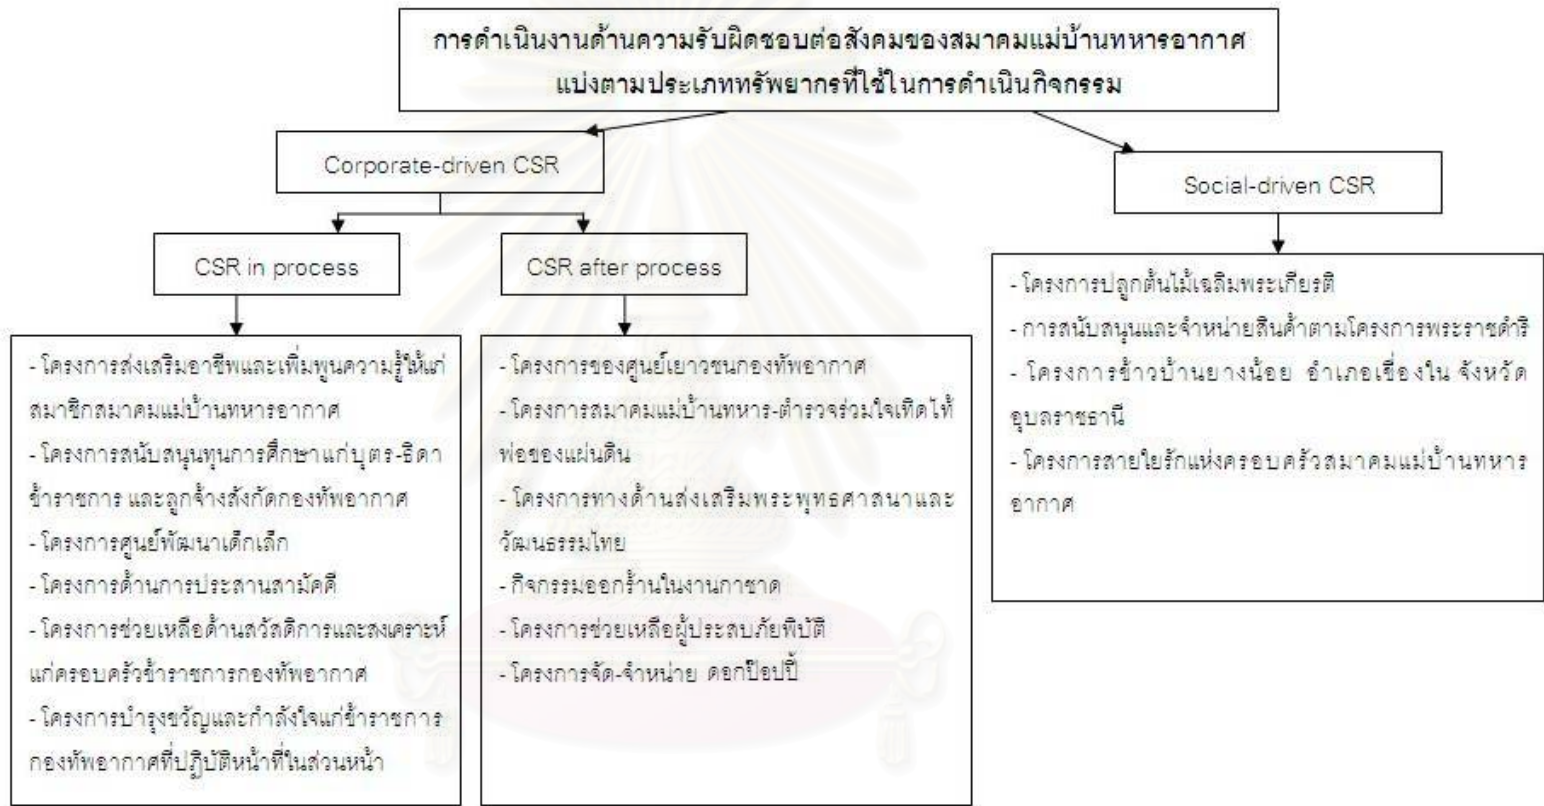 การดำเนินงานด้านความรับผิดชอบต่อสังคมของสมาคมแม่บ้านทหารอากาศ
แบ่งตามประเภททรัพยากรที่ใช้ในการดำเนินกิจกรรม
Corporate-driven CSR
Social-driven CSR
CSR in process
CSR after process
- โครงการส่งเสริมอาชีพและเพิ่มพูนความรู้ให้แก่
สมาชิกสมาคมแม่บ้านทหารอากาศ
- โครงการสนับสนุนทุนการศึกษาแก่บุตร-ธิดา
ข้าราชการ และลูกจ้างสังกัดกองทัพอากาศ
- โครงการศูนย์พัฒนาเด็กเล็ก
- โครงการด้านการประสานสามัคคี
- โครงการช่วยเหลือด้านสวัสดิการและสงเคราะห์
แก่ครอบครัวข้าราชการกองทัพอากาศ
- โครงการบำรุงขวัญและกำลังใจแก่ข้าราชการ
กองทัพอากาศที่ปฏิบัติหน้าที่ในส่วนหน้า
- โครงการของศูนย์เยาวชนกองทัพอากาศ
- โครงการสมาคมแม่บ้านทหาร-ตำรวจร่วมใจเทิดไท้
พ่อของแผ่นดิน
- โครงการทางด้านส่งเสริมพระพุทธศาสนาและ
วัฒนธรรมไทย
- กิจกรรมออกร้านในงานกาชาด
- โครงการช่วยเหลือผู้ประสบภัยพิบัติ
- โครงการจัด-จำหน่าย ดอกป๊อปปี้
- โครงการปลูกต้นไม้เฉลิมพระเกียรติ
- การสนับสนุนและจำหน่ายสินค้าตามโครงการพระราชดำริ
- โครงการข้าวบ้านยางน้อย อำเภอเขื่องใน จังหวัด
อุบลราชธานี
- โครงการสายใยรักแห่งครอบครัวสมาคมแม่บ้านทหาร
อากาศ